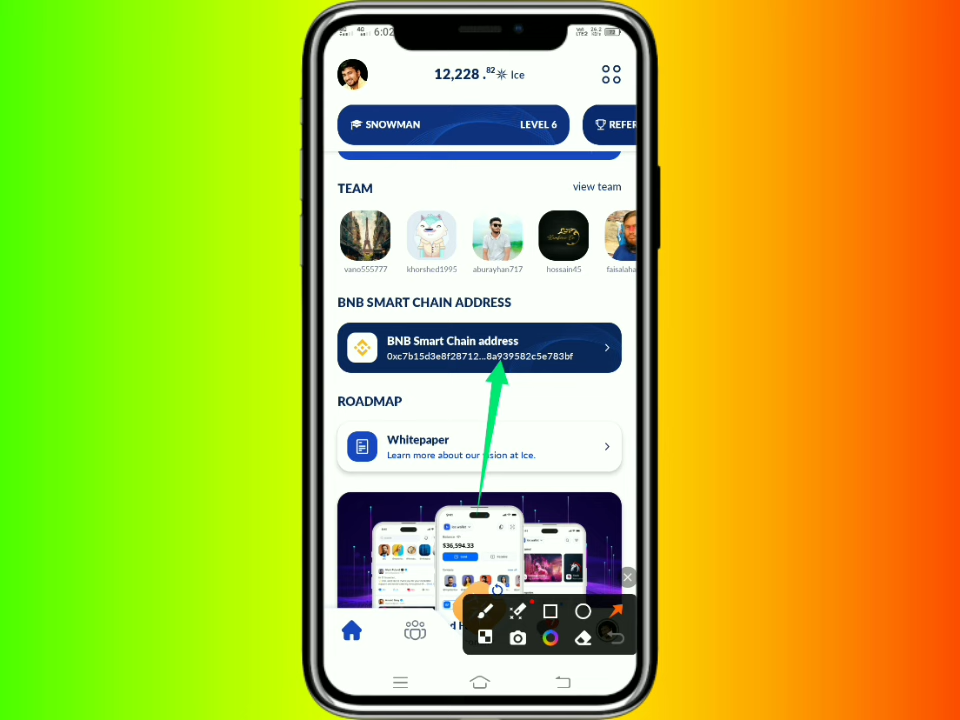 6:02
12,228 .82 Ice
SNOWMAN LEVEL 6
REFER
TEAM view team
vano555777 khorshed1995 aburayhan717 hossain45 faisalaha
BNB SMART CHAIN ADDRESS
BNB Smart Chain address
0xc7b15d3e8f28712...8a939582c5e783bf
ROADMAP
Whitepaper
Learn more about our vision at Ice.
$36,594.33